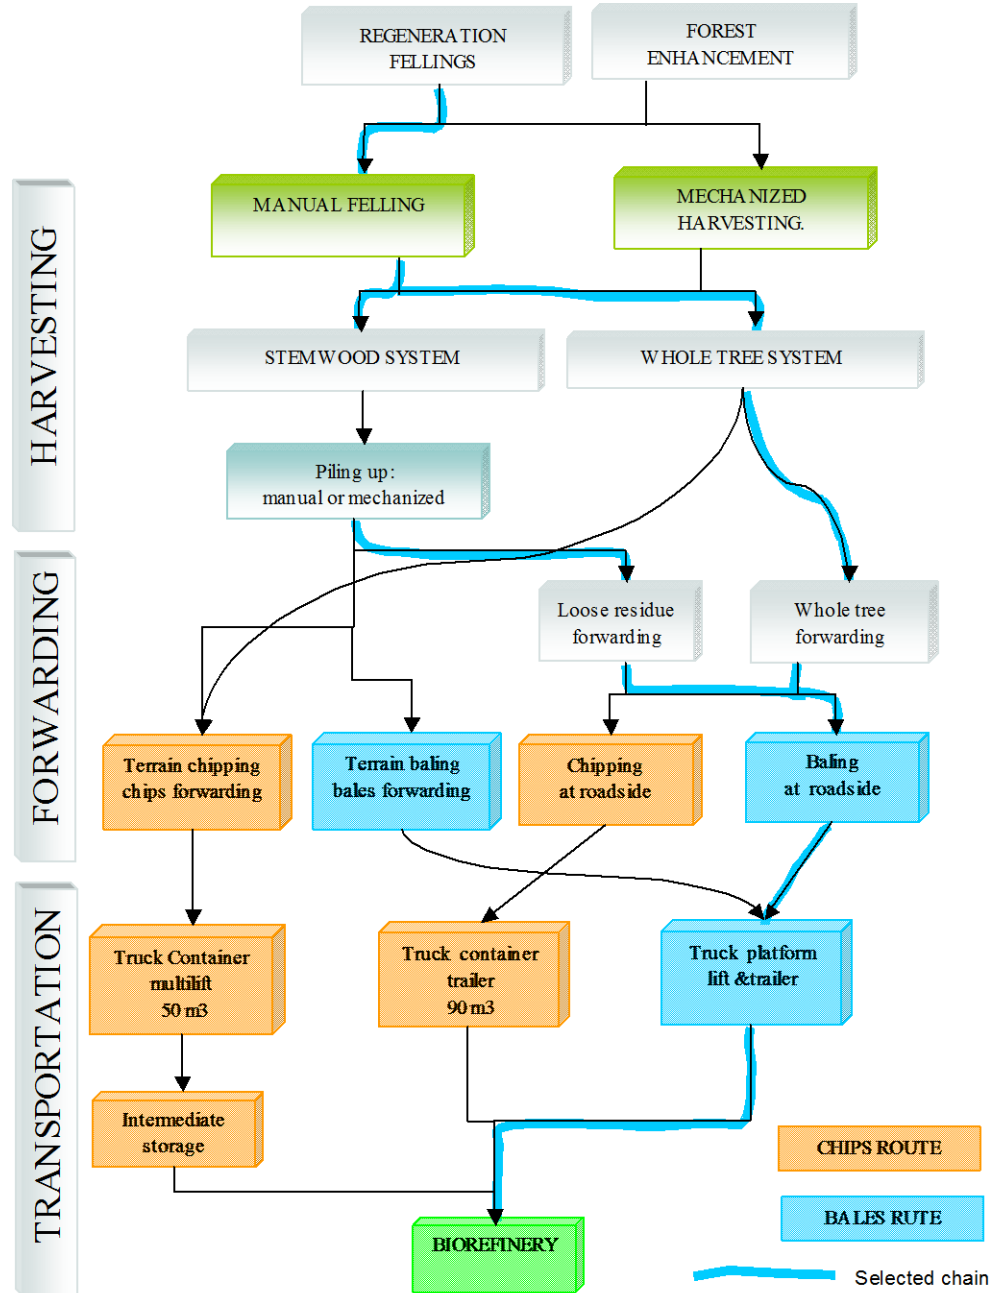 REGENERATION
FELLINGS
FOREST
ENHANCEMENT
HARVESTING
MANUAL FELLING
MECHANIZED
HARVESTING.
STEMWOOD SYSTEM
WHOLE TREE SYSTEM
Piling up:
manual or mechanized
FORWARDING
Loose residue
forwarding
Whole tree
forwarding
Terrain chipping
chips forwarding
Terrain baling
bales forwarding
Chipping
at roadside
Baling
at roadside
TRANSPORTATION
Truck Container
multilift
50 m3
Truck container
trailer
90 m3
Truck platform
lift &trailer
Intermediate
storage
CHIPS ROUTE
BALES RUTE
BIOREFINERY
Selected chain